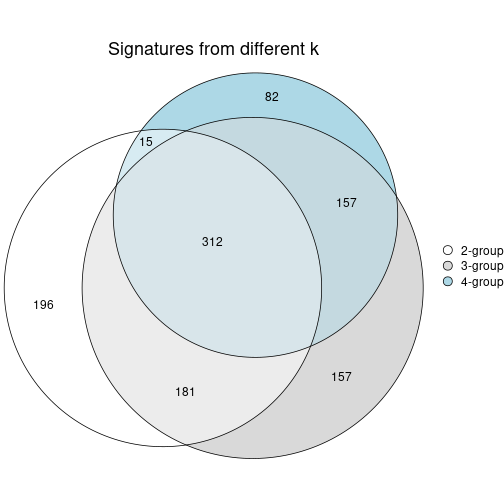 Signatures from different k
82
15
157
312
196
181
157
2-group
3-group
4-group